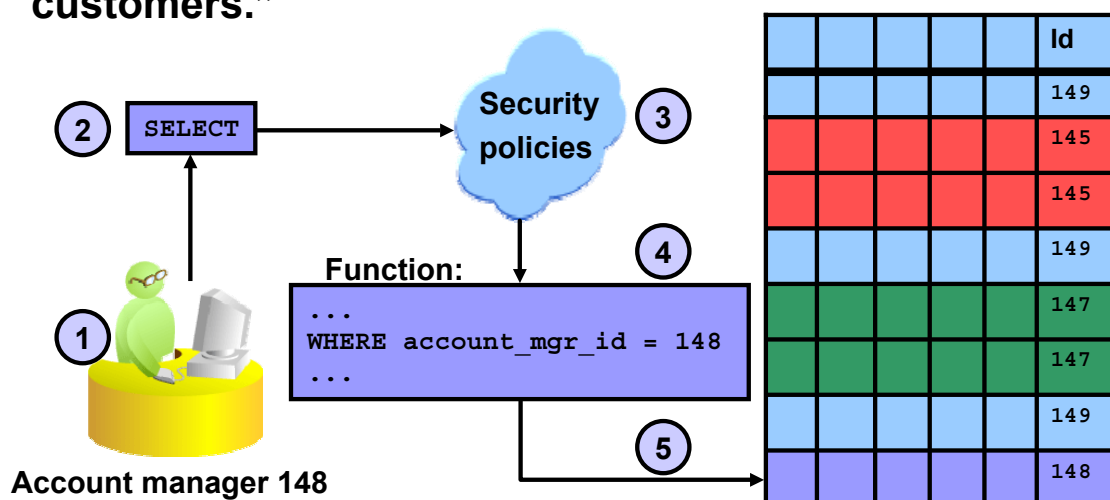 customers.”
Id
149
145
145
149
147
147
149
148
2
SELECT
Security
policies
3
4
Function:
...
WHERE account_mgr_id = 148
...
1
5
Account manager 148